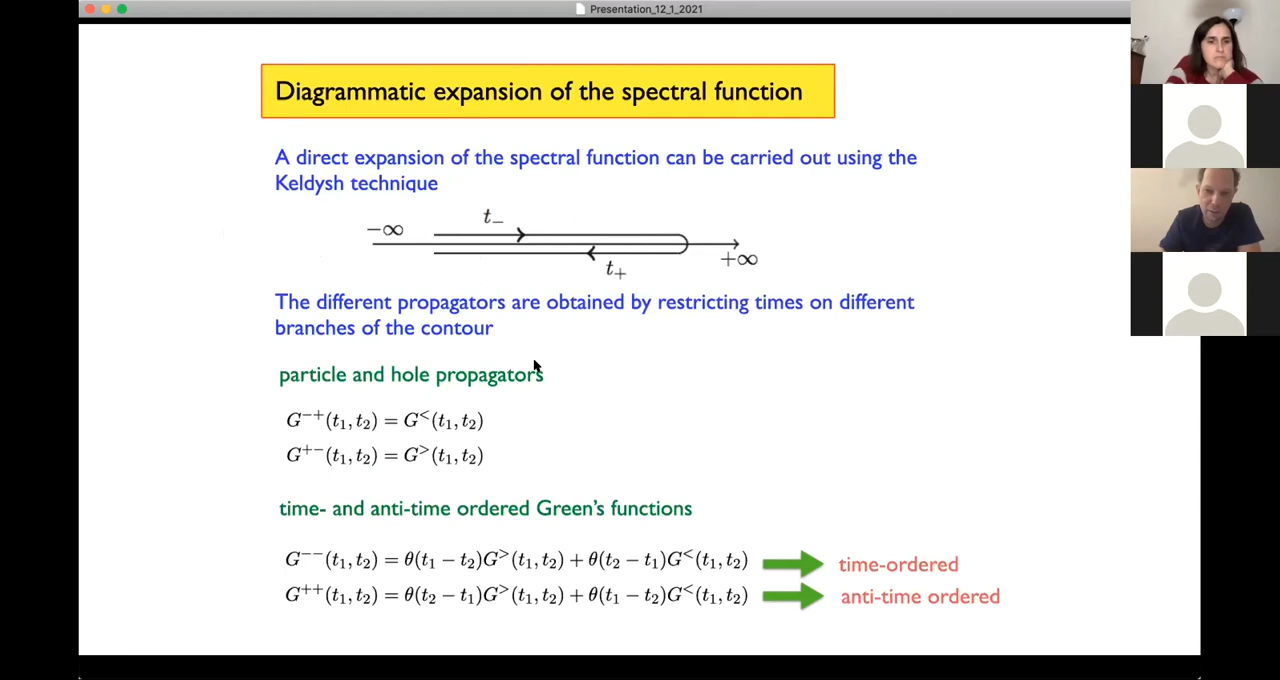 Presentation_12_1_2021
Diagrammatic expansion of the spectral function
A direct expansion of the spectral function can be carried out using the
Keldysh technique
−∞ t₋
t₊ +∞
The different propagators are obtained by restricting times on different
branches of the contour
particle and hole propagators
G⁻⁺(t₁, t₂) = G^<(t₁, t₂)
G⁺⁻(t₁, t₂) = G^>(t₁, t₂)
time- and anti-time ordered Green's functions
G⁻⁻(t₁, t₂) = θ(t₁ − t₂)G^>(t₁, t₂) + θ(t₂ − t₁)G^<(t₁, t₂) time-ordered
G⁺⁺(t₁, t₂) = θ(t₂ − t₁)G^>(t₁, t₂) + θ(t₁ − t₂)G^<(t₁, t₂) anti-time ordered